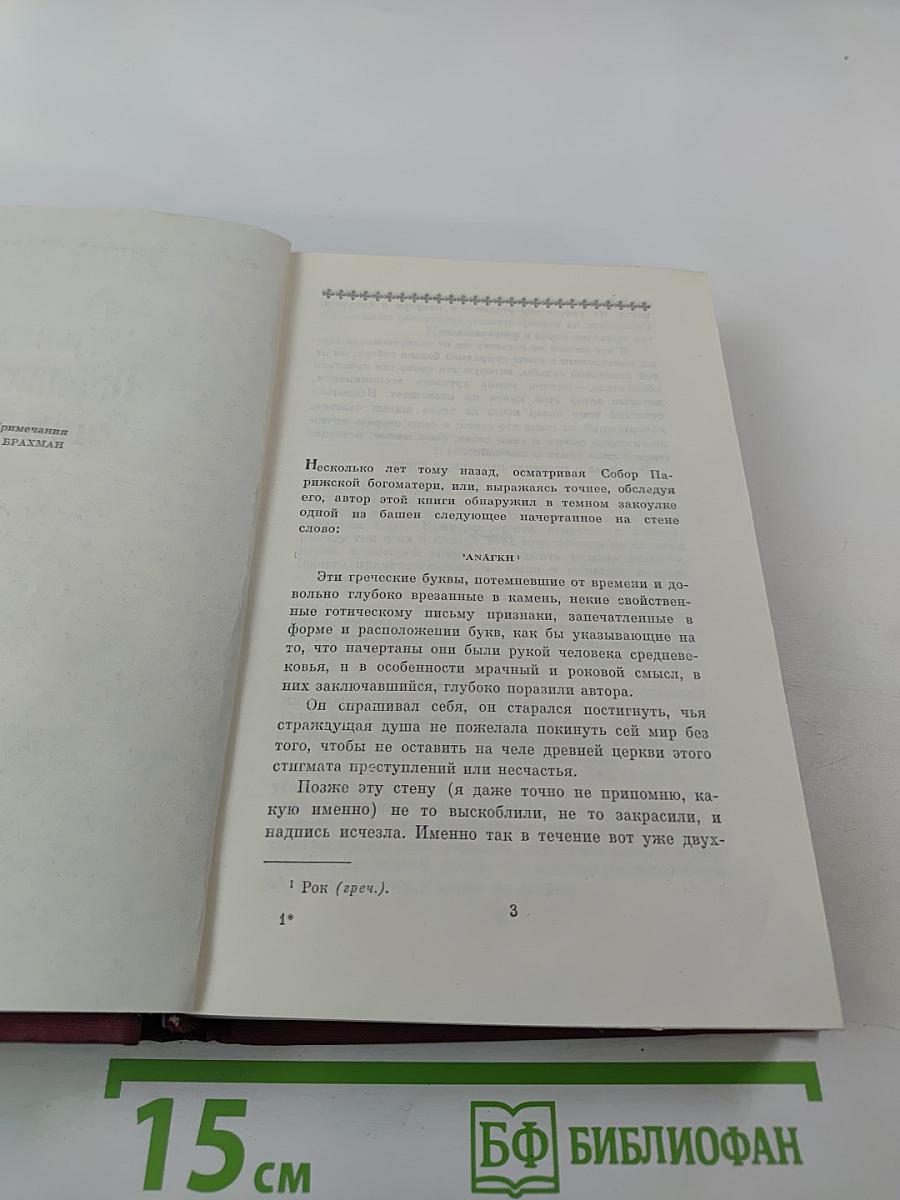 Примечания
БРАХМАН
Несколько лет тому назад, осматривая Собор Па-
рижской богоматери, или, выражаясь точнее, обследуя
его, автор этой книги обнаружил в темном закоулке
одной из башен следующее начертанное на стене
слово:
'ΑΝÁΓΚΗ ¹
Эти греческие буквы, потемневшие от времени и до-
вольно глубоко врезанные в камень, некие свойствен-
ные готическому письму признаки, запечатленные в
форме и расположении букв, как бы указывающие на
то, что начертаны они были рукой человека средневе-
ковья, и в особенности мрачный и роковой смысл, в
них заключавшийся, глубоко поразили автора.
Он спрашивал себя, он старался постигнуть, чья
страждущая душа не пожелала покинуть сей мир без
того, чтобы не оставить на челе древней церкви этого
стигмата преступлений или несчастья.
Позже эту стену (я даже точно не припомню, ка-
кую именно) не то выскоблили, не то закрасили, и
надпись исчезла. Именно так в течение вот уже двух-
¹ Рок (греч.).
1*
3
15 см
БФ БИБЛИОФАН